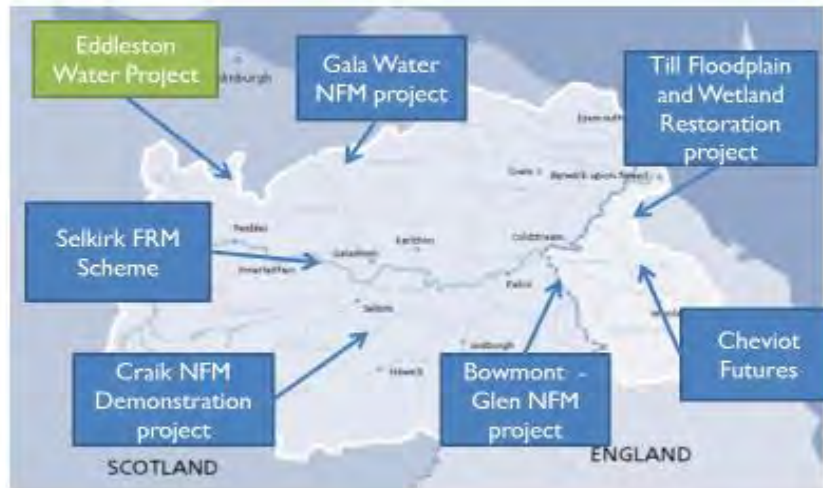 Eddleston
Water Project
Gala Water
NFM project
Till Floodplain
and Wetland
Restoration
project
Berwick-upon-Tweed
Selkirk FRM
Scheme
Peebles
Innerleithen
Galashiels
Earlston
Coldstream
Kelso
Selkirk
Jedburgh
Hawick
Craik NFM
Demonstration
project
Bowmont -
Glen NFM
project
Cheviot
Futures
SCOTLAND
ENGLAND